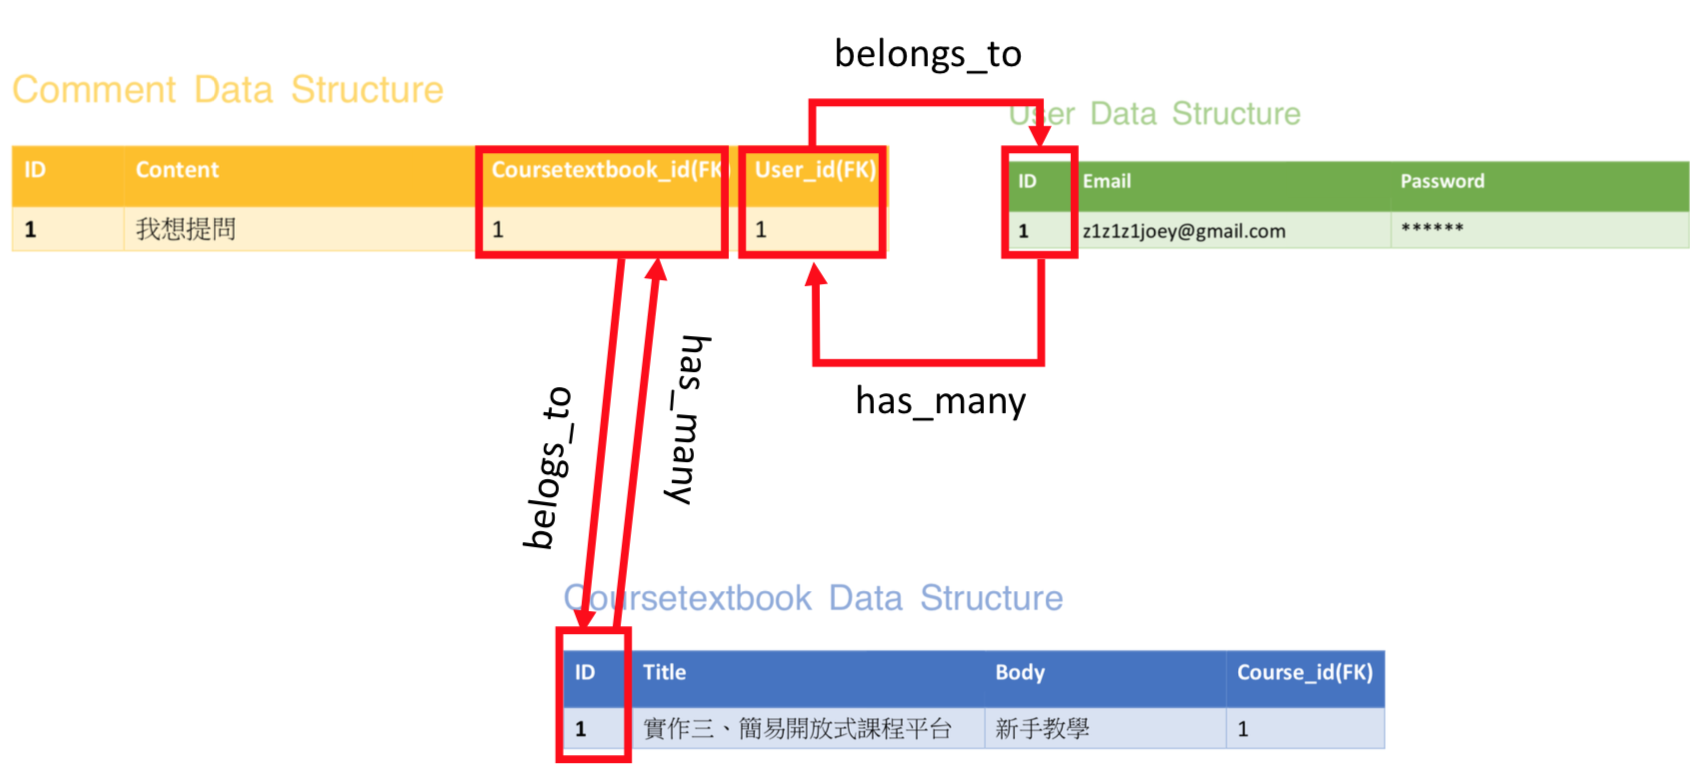 belongs_to
Comment Data Structure
User Data Structure
ID Content Coursetextbook_id(FK) User_id(FK)
1 我想提問 1 1
ID Email Password
1 z1z1z1joey@gmail.com ******
has_many
belogs_to
has_many
Coursetextbook Data Structure
ID Title Body Course_id(FK)
1 實作三、簡易開放式課程平台 新手教學 1